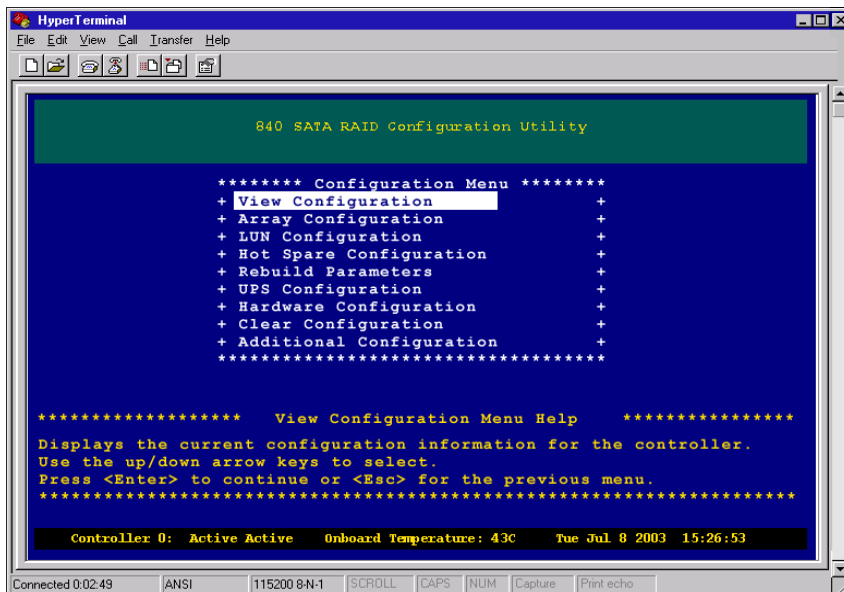 HyperTerminal
File Edit View Call Transfer Help
840 SATA RAID Configuration Utility
******** Configuration Menu ********
+ View Configuration +
+ Array Configuration +
+ LUN Configuration +
+ Hot Spare Configuration +
+ Rebuild Parameters +
+ UPS Configuration +
+ Hardware Configuration +
+ Clear Configuration +
+ Additional Configuration +
************************************
******************* View Configuration Menu Help ****************
Displays the current configuration information for the controller.
Use the up/down arrow keys to select.
Press <Enter> to continue or <Esc> for the previous menu.
**********************************************************************
Controller 0: Active Active Onboard Temperature: 43C Tue Jul 8 2003 15:26:53
Connected 0:02:49 ANSI 115200 8-N-1 SCROLL CAPS NUM Capture Print echo